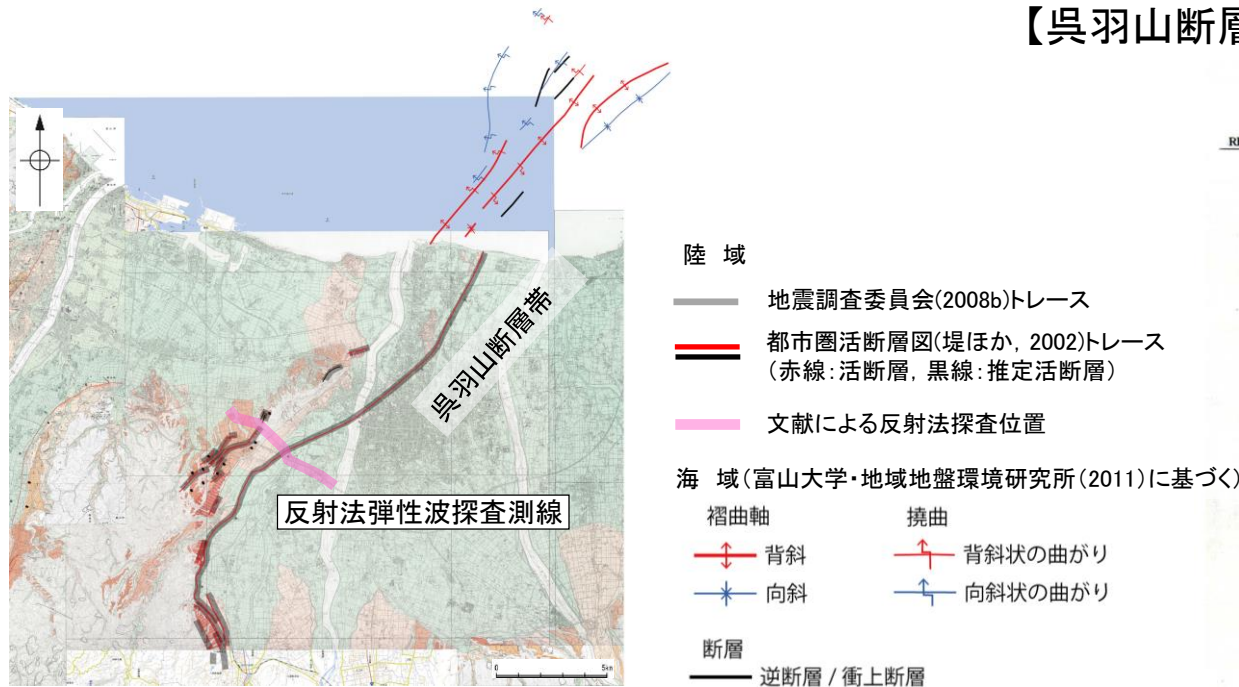 【呉羽山断層
呉羽山断層帯
反射法弾性波探査測線
0 5km
陸 域
地震調査委員会(2008b)トレース
都市圏活断層図(堤ほか, 2002)トレース
(赤線:活断層, 黒線:推定活断層)
文献による反射法探査位置
海 域(富山大学・地域地盤環境研究所(2011)に基づく)
褶曲軸
撓曲
背斜
背斜状の曲がり
向斜
向斜状の曲がり
断層
逆断層 / 衝上断層